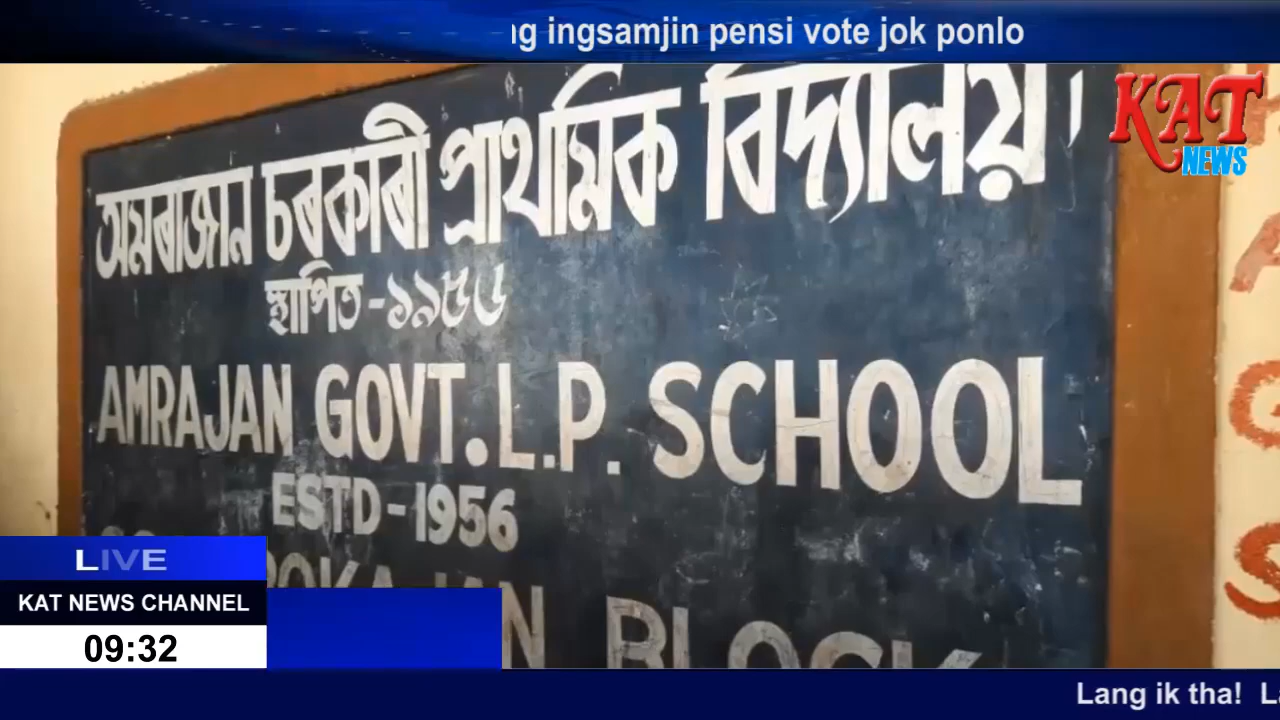 ingsamjin pensi vote jok ponlo
KAT
NEWS
অমৰাজান চৰকাৰী প্ৰাথমিক বিদ্যালয়।
স্থাপিত - ১৯৫৬
AMRAJAN GOVT. L.P. SCHOOL
ESTD - 1956
BLOCK
LIVE
KAT NEWS CHANNEL
09:32
Lang ik tha!